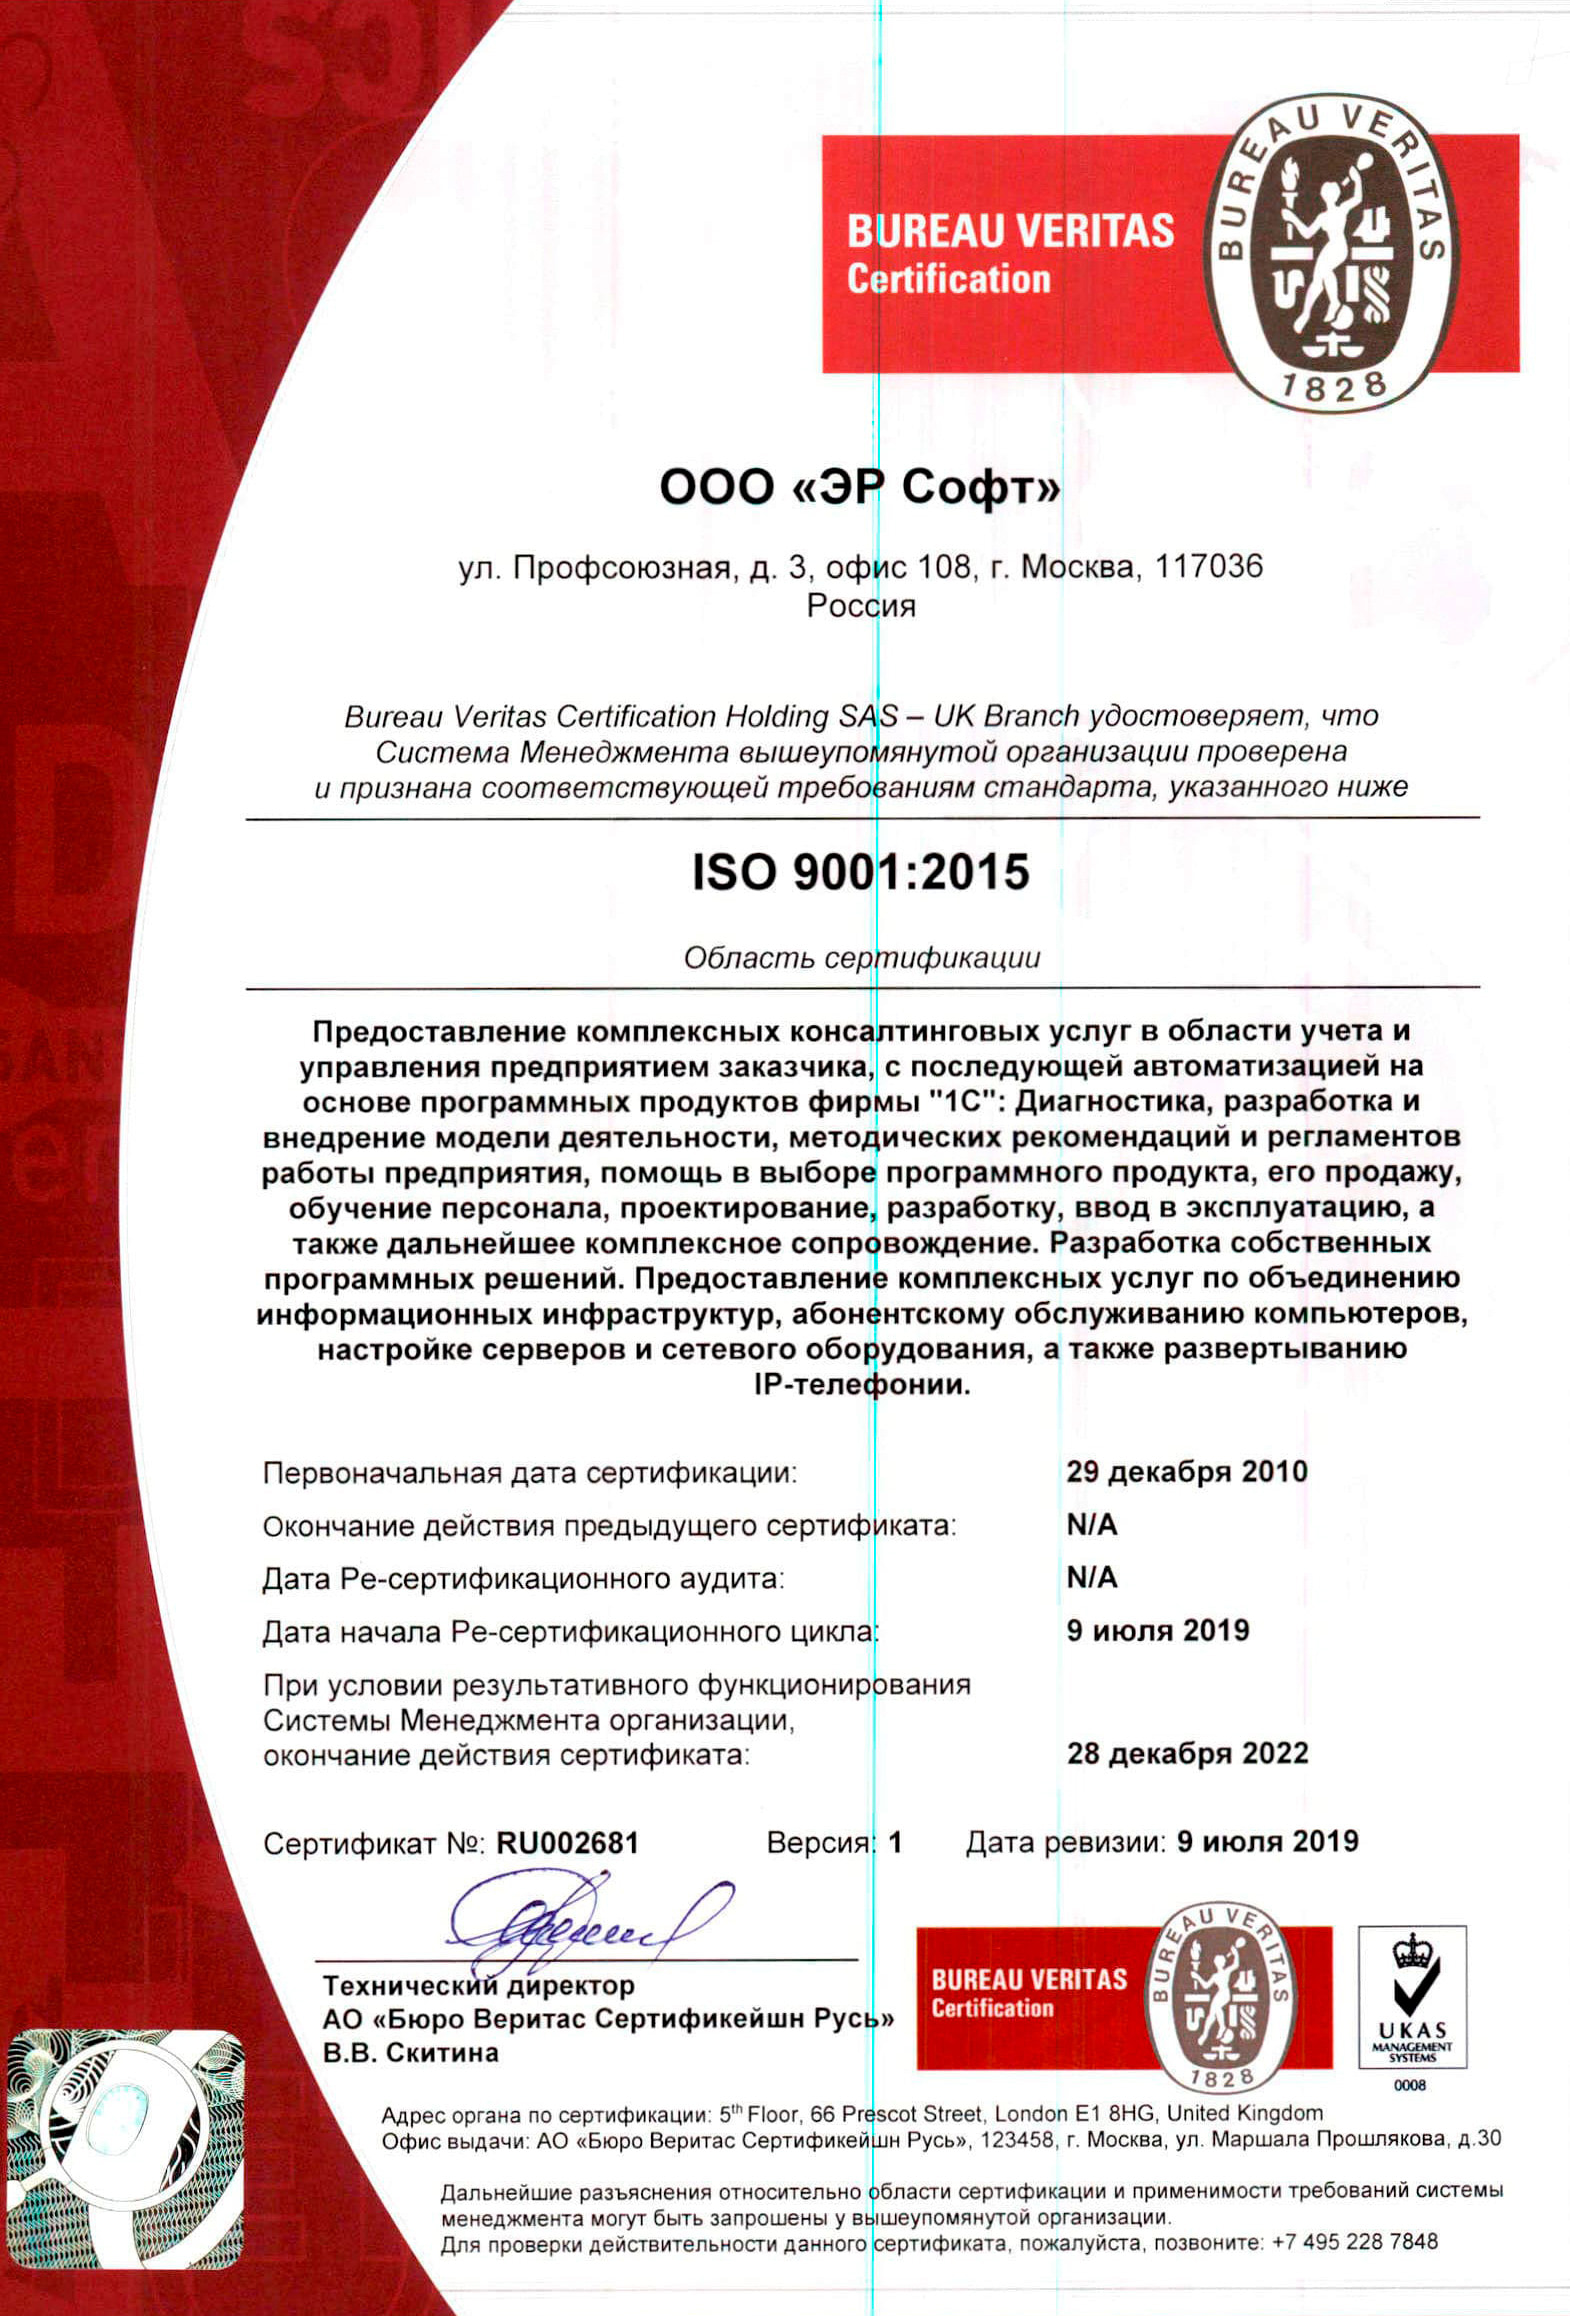 BUREAU VERITAS
Certification
BUREAU VERITAS
1828
ООО «ЭР Софт»
ул. Профсоюзная, д. 3, офис 108, г. Москва, 117036
Россия
Bureau Veritas Certification Holding SAS – UK Branch удостоверяет, что
Система Менеджмента вышеупомянутой организации проверена
и признана соответствующей требованиям стандарта, указанного ниже
ISO 9001:2015
Область сертификации
Предоставление комплексных консалтинговых услуг в области учета и
управления предприятием заказчика, с последующей автоматизацией на
основе программных продуктов фирмы "1С": Диагностика, разработка и
внедрение модели деятельности, методических рекомендаций и регламентов
работы предприятия, помощь в выборе программного продукта, его продажу,
обучение персонала, проектирование, разработку, ввод в эксплуатацию, а
также дальнейшее комплексное сопровождение. Разработка собственных
программных решений. Предоставление комплексных услуг по объединению
информационных инфраструктур, абонентскому обслуживанию компьютеров,
настройке серверов и сетевого оборудования, а также развертыванию
IP-телефонии.
Первоначальная дата сертификации: 29 декабря 2010
Окончание действия предыдущего сертификата: N/A
Дата Ре-сертификационного аудита: N/A
Дата начала Ре-сертификационного цикла: 9 июля 2019
При условии результативного функционирования
Системы Менеджмента организации,
окончание действия сертификата: 28 декабря 2022
Сертификат №: RU002681 Версия: 1 Дата ревизии: 9 июля 2019
Технический директор
АО «Бюро Веритас Сертификейшн Русь»
В.В. Скитина
BUREAU VERITAS
Certification
BUREAU VERITAS
1828
UKAS
MANAGEMENT
SYSTEMS
0008
Адрес органа по сертификации: 5th Floor, 66 Prescot Street, London E1 8HG, United Kingdom
Офис выдачи: АО «Бюро Веритас Сертификейшн Русь», 123458, г. Москва, ул. Маршала Прошлякова, д.30
Дальнейшие разъяснения относительно области сертификации и применимости требований системы
менеджмента могут быть запрошены у вышеупомянутой организации.
Для проверки действительности данного сертификата, пожалуйста, позвоните: +7 495 228 7848